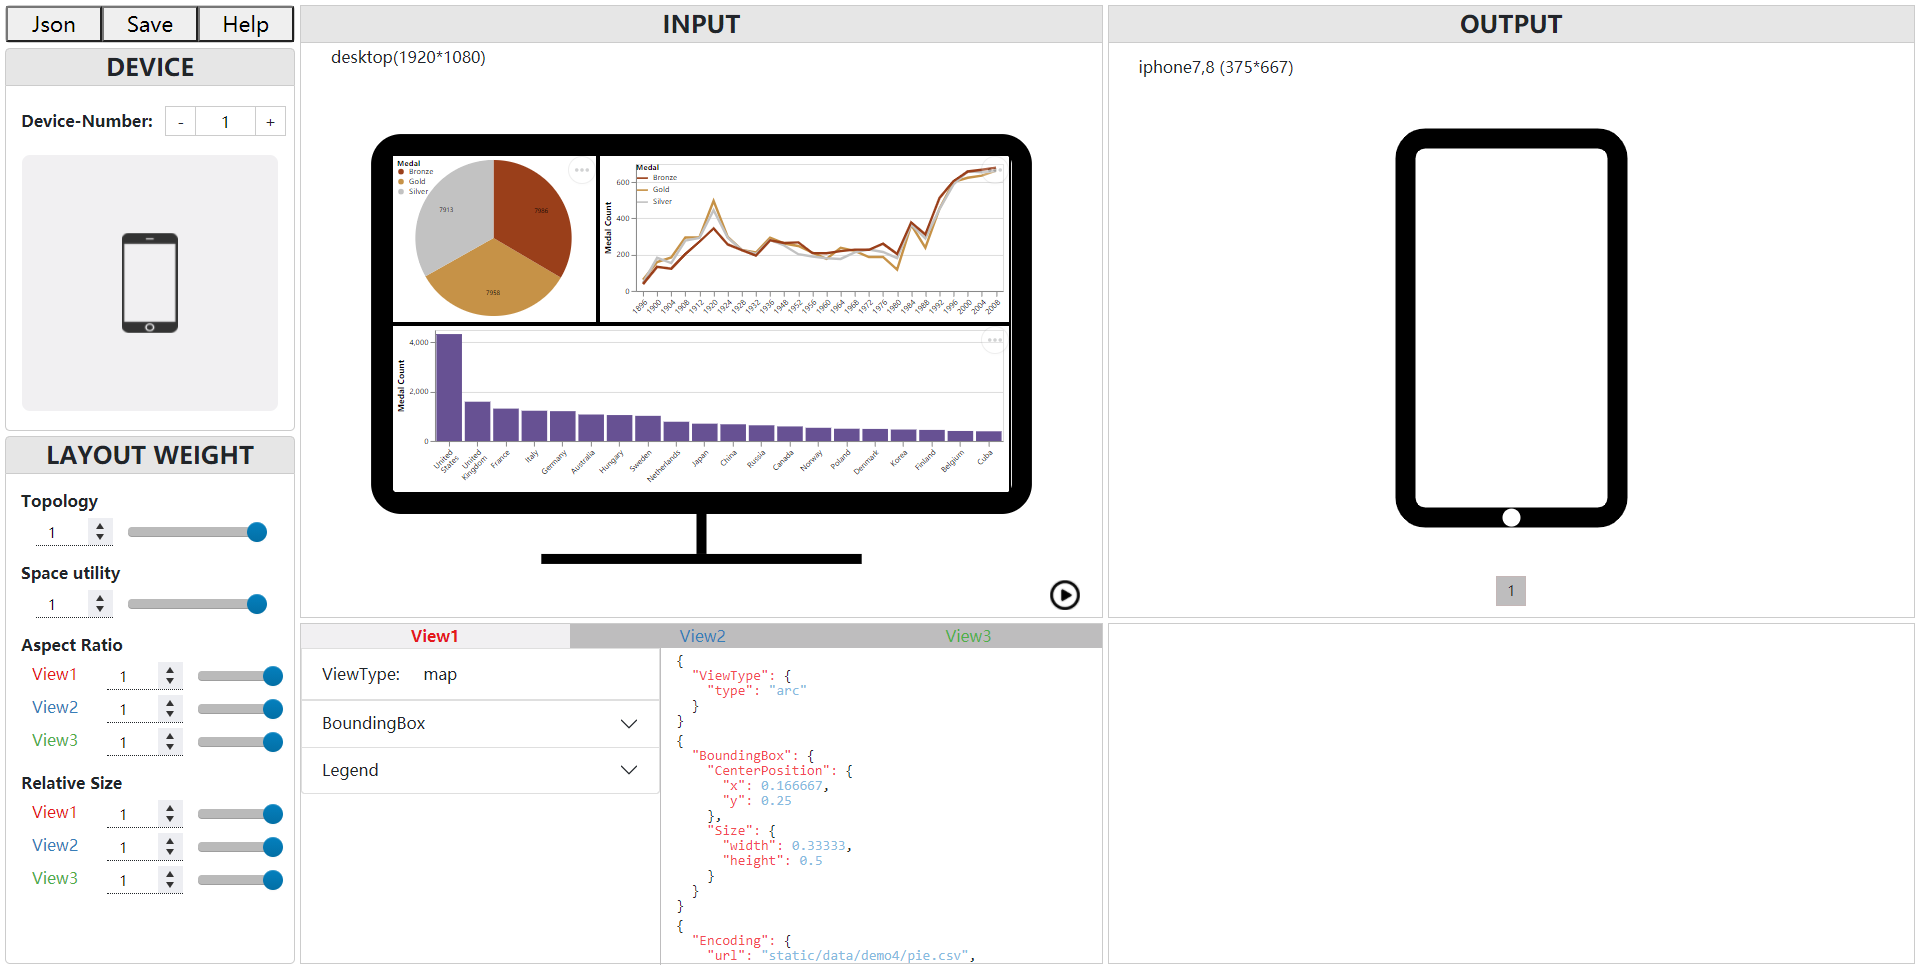 Json Save Help
DEVICE
Device-Number: - 1 +
LAYOUT WEIGHT
Topology
1
Space utility
1
Aspect Ratio
View1 1
View2 1
View3 1
Relative Size
View1 1
View2 1
View3 1
INPUT
desktop(1920*1080)
Medal
Bronze
Gold
Silver
7913
7986
7958
Medal
Bronze
Gold
Silver
Medal Count
600
400
200
0
1896 1900 1904 1908 1912 1920 1924 1928 1932 1936 1948 1952 1956 1960 1964 1968 1972 1976 1980 1984 1988 1992 1996 2000 2004 2008
Medal Count
4,000
2,000
0
United States United Kingdom France Italy Germany Australia Hungary Sweden Netherlands Japan China Russia Canada Norway Poland Denmark Korea Finland Belgium Cuba
View1 View2 View3
ViewType: map
BoundingBox
Legend
{
"ViewType": {
"type": "arc"
}
}
{
"BoundingBox": {
"CenterPosition": {
"x": 0.166667,
"y": 0.25
},
"Size": {
"width": 0.33333,
"height": 0.5
}
}
}
{
"Encoding": {
"url": "static/data/demo4/pie.csv",
OUTPUT
iphone7,8 (375*667)
1